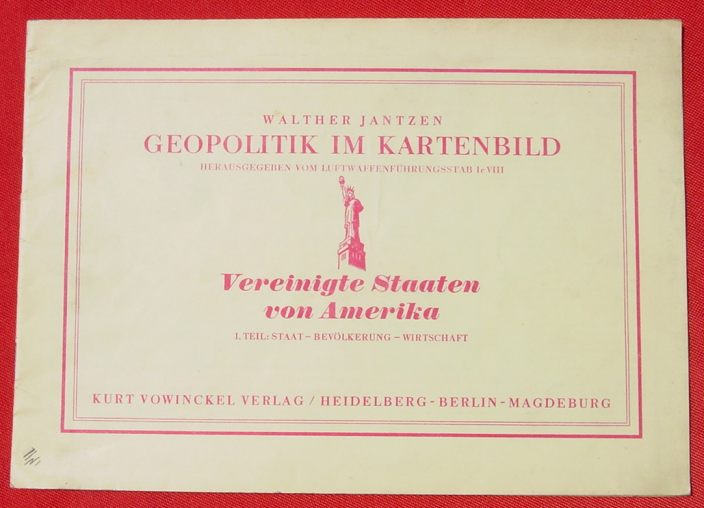 WALTHER JANTZEN
GEOPOLITIK IM KARTENBILD
HERAUSGEGEBEN VOM LUFTWAFFENFÜHRUNGSSTAB Ic VIII
Vereinigte Staaten
von Amerika
1. TEIL: STAAT – BEVÖLKERUNG – WIRTSCHAFT
KURT VOWINCKEL VERLAG / HEIDELBERG - BERLIN - MAGDEBURG